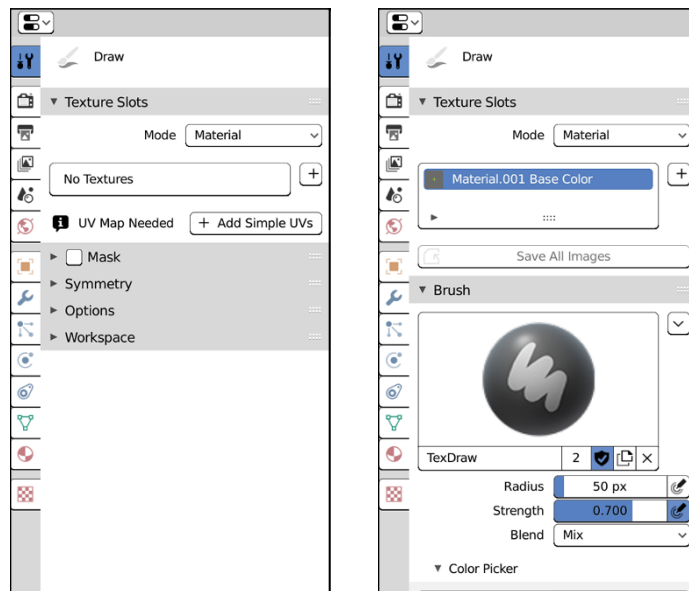 Draw
Texture Slots
Mode Material
No Textures
UV Map Needed + Add Simple UVs
Mask
Symmetry
Options
Workspace
Draw
Texture Slots
Mode Material
Material.001 Base Color
Save All Images
Brush
TexDraw 2
Radius 50 px
Strength 0.700
Blend Mix
Color Picker